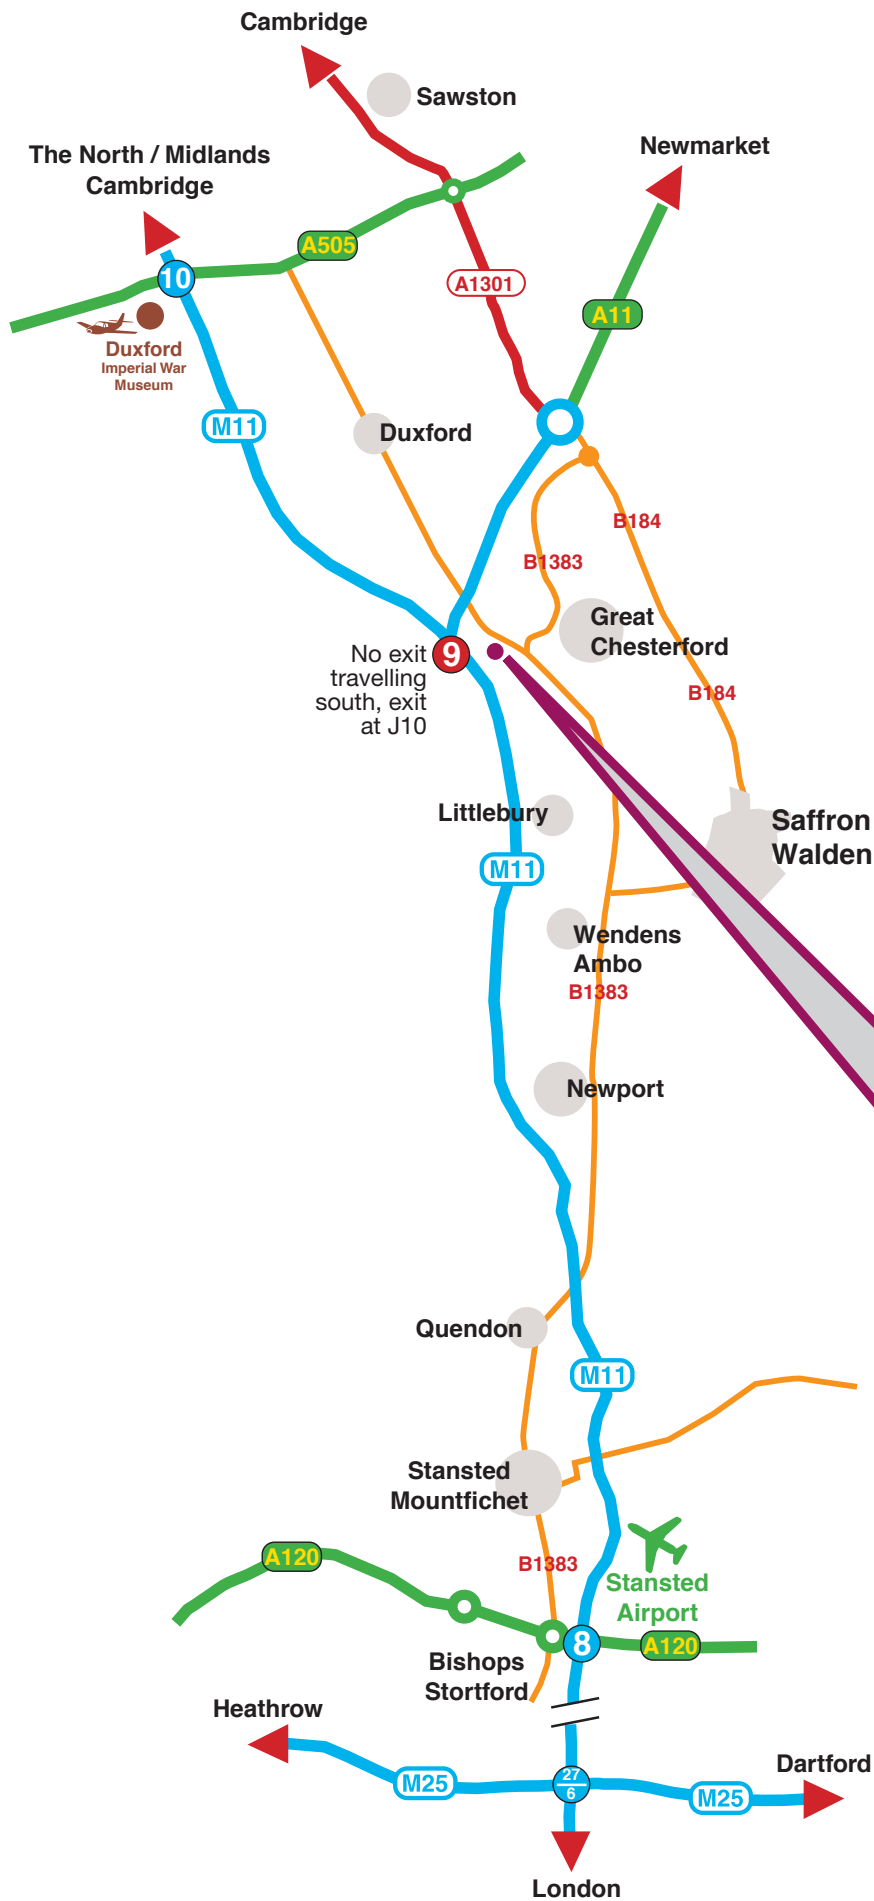 Cambridge
Sawston
The North / Midlands
Cambridge
Newmarket
A505
10
A1301
A11
Duxford
Imperial War
Museum
M11
Duxford
B184
B1383
Great
Chesterford
9
No exit
travelling
south, exit
at J10
B184
Littlebury
Saffron
Walden
M11
Wendens
Ambo
B1383
Newport
Quendon
M11
Stansted
Mountfichet
A120
B1383
Stansted
Airport
8
A120
Bishops
Stortford
Heathrow
Dartford
M25
27
6
M25
London